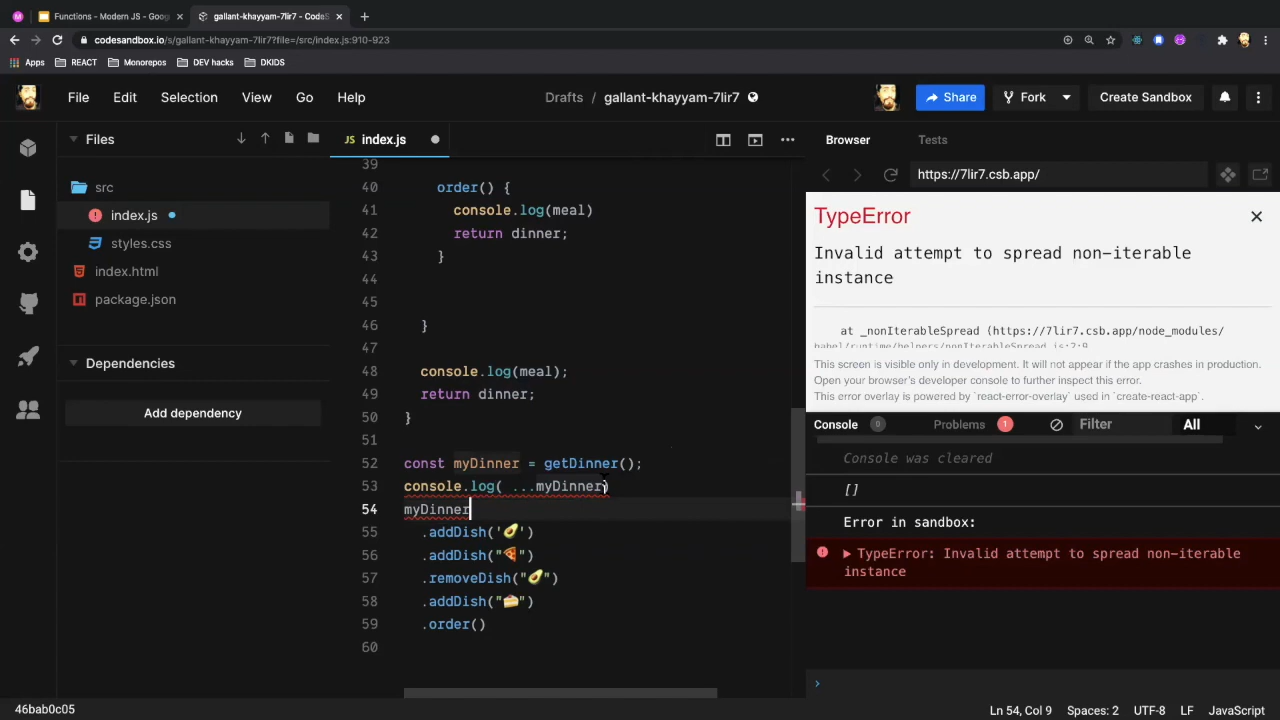 Functions - Modern JS - Goog
gallant-khayyam-7lir7 - CodeS
codesandbox.io/s/gallant-khayyam-7lir7?file=/src/index.js:910-923
Apps REACT Monorepos DEV hacks DKIDS
File Edit Selection View Go Help
Drafts / gallant-khayyam-7lir7
Share Fork Create Sandbox
Files
src
index.js
styles.css
index.html
package.json
Dependencies
Add dependency
JS index.js
39
40 order() {
41 console.log(meal)
42 return dinner;
43 }
44
45
46 }
47
48 console.log(meal);
49 return dinner;
50 }
51
52 const myDinner = getDinner();
53 console.log( ...myDinner)
54 myDinner
55 .addDish('🥑')
56 .addDish("🍕")
57 .removeDish("🥑")
58 .addDish("🍰")
59 .order()
60
Browser Tests
https://7lir7.csb.app/
TypeError
Invalid attempt to spread non-iterable
instance
at _nonIterableSpread (https://7lir7.csb.app/node_modules/
babel/runtime/helpers/nonIterableSpread.js:2:9
This screen is visible only in development. It will not appear if the app crashes in production.
Open your browser's developer console to further inspect this error.
This error overlay is powered by `react-error-overlay` used in `create-react-app`.
Console 0 Problems 1 Filter All
Console was cleared
[]
Error in sandbox:
▶ TypeError: Invalid attempt to spread non-iterable
instance
›
46bab0c05
Ln 54, Col 9 Spaces: 2 UTF-8 LF JavaScript